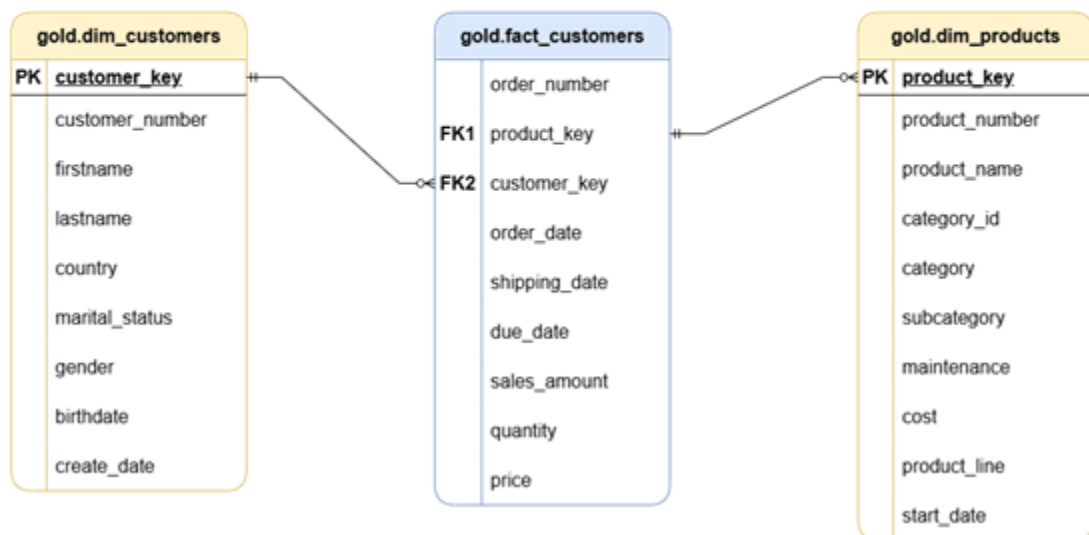 gold.dim_customers
PK customer_key
customer_number
firstname
lastname
country
marital_status
gender
birthdate
create_date
gold.fact_customers
order_number
FK1 product_key
FK2 customer_key
order_date
shipping_date
due_date
sales_amount
quantity
price
gold.dim_products
PK product_key
product_number
product_name
category_id
category
subcategory
maintenance
cost
product_line
start_date